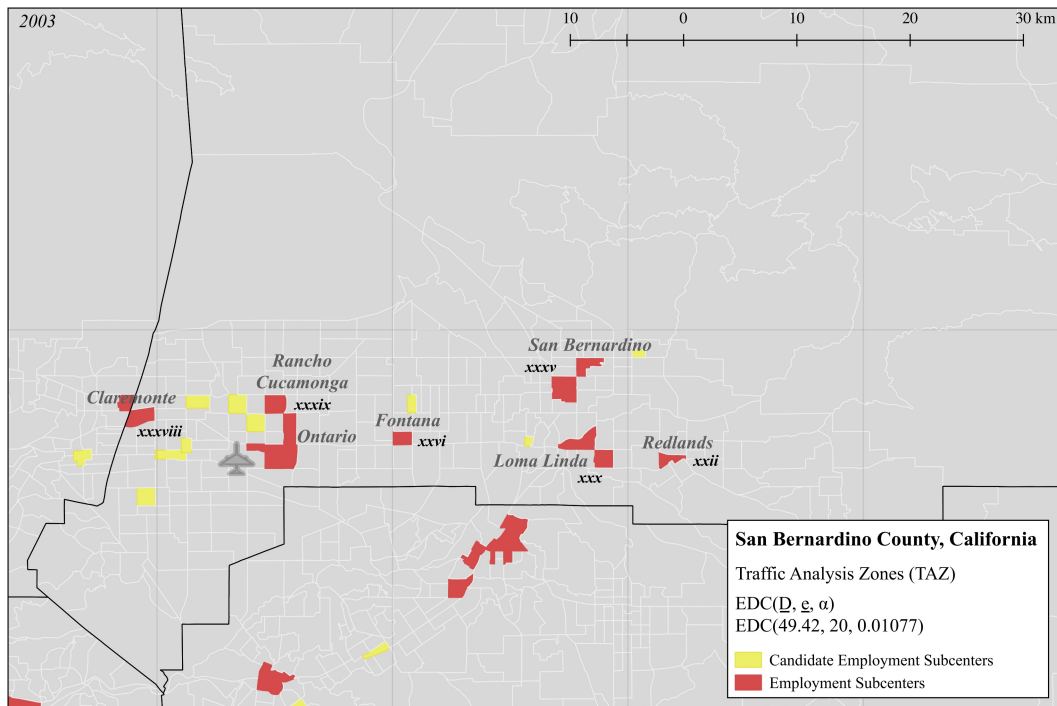 2003
10 0 10 20 30 km
San Bernardino
xxxv
Rancho
Cucamonga
xxxix
Claremonte
xxxviii
Fontana
xxvi
Ontario
Loma Linda
xxx
Redlands
xxii
San Bernardino County, California
Traffic Analysis Zones (TAZ)
EDC(D, e, α)
EDC(49.42, 20, 0.01077)
Candidate Employment Subcenters
Employment Subcenters